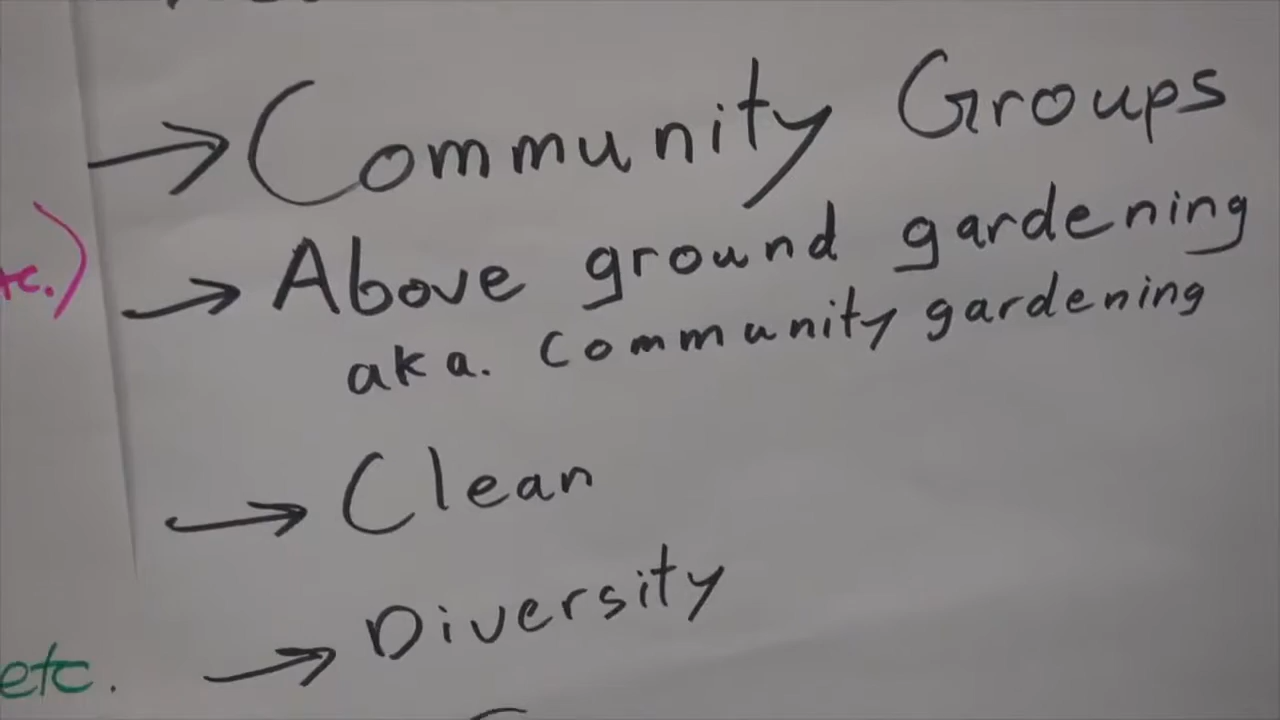 → Community Groups
→ Above ground gardening
aka. community gardening
→ Clean
→ Diversity
etc.